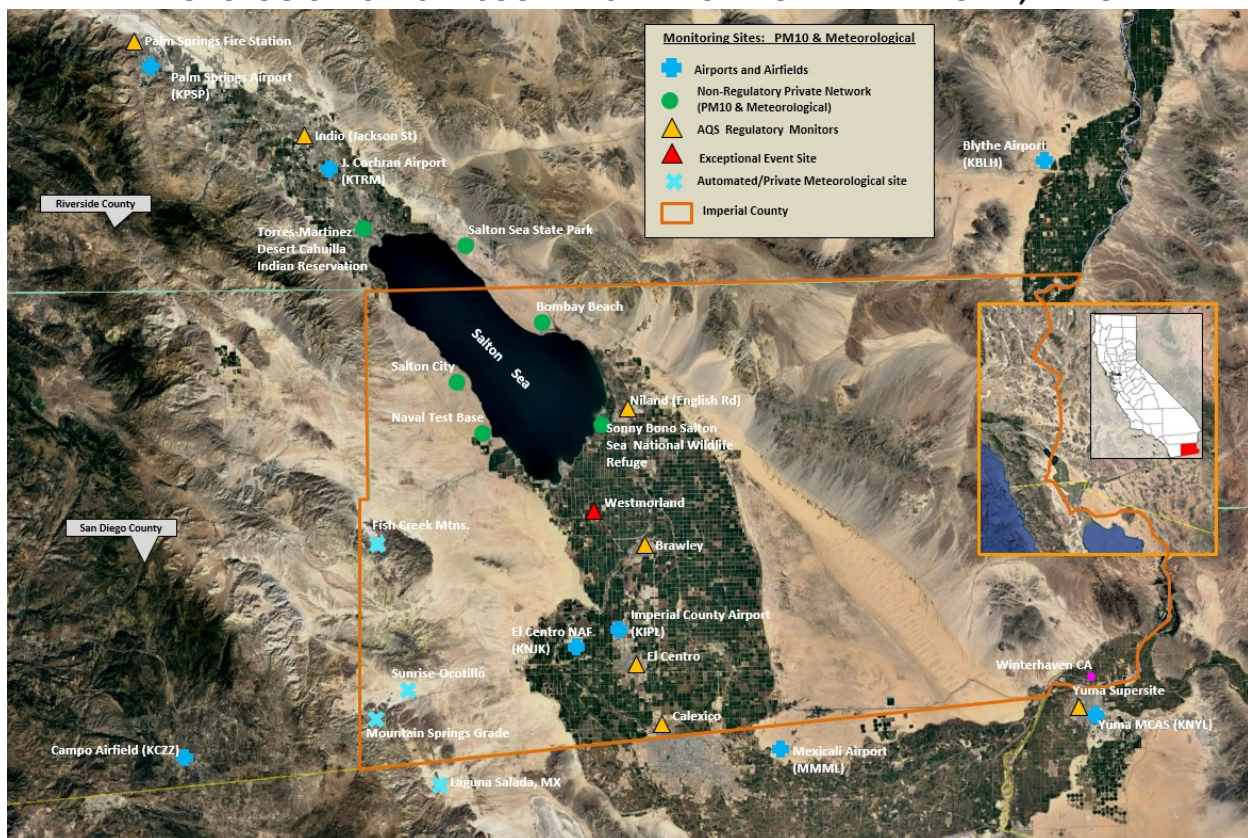 Palm Springs Fire Station
Palm Springs Airport
(KPSP)
Indio (Jackson St)
J. Cochran Airport
(KTRM)
Riverside County
Torres-Martinez
Desert Cahuilla
Indian Reservation
Salton Sea State Park
Monitoring Sites: PM10 & Meteorological
Airports and Airfields
Non-Regulatory Private Network
(PM10 & Meteorological)
AQS Regulatory Monitors
Exceptional Event Site
Automated/Private Meteorological site
Imperial County
Blythe Airport
(KBLH)
Bombay Beach
Salton Sea
Salton City
Naval Test Base
Niland (English Rd)
Sonny Bono Salton
Sea National Wildlife
Refuge
Westmorland
San Diego County
Fish Creek Mtns.
Brawley
Imperial County Airport
(KIPL)
El Centro NAF
(KNJK)
El Centro
Sunrise-Ocotillo
Winterhaven CA
Yuma Supersite
Yuma MCAS (KNYL)
Calexico
Mountain Springs Grade
Campo Airfield (KCZZ)
Mexicali Airport
(MMML)
Laguna Salada, MX